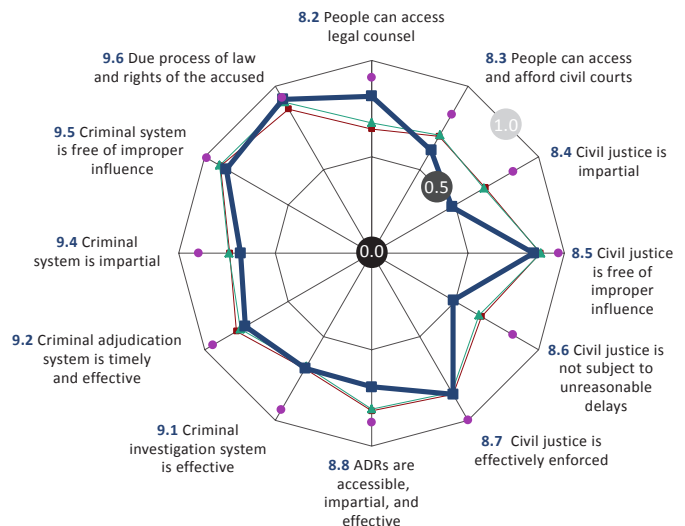 8.2 People can access
legal counsel
8.3 People can access
and afford civil courts
1.0
8.4 Civil justice is
impartial
0.5
0.0
8.5 Civil justice
is free of
improper
influence
8.6 Civil justice is
not subject to
unreasonable
delays
8.7 Civil justice is
effectively enforced
8.8 ADRs are
accessible,
impartial, and
effective
9.1 Criminal
investigation system
is effective
9.2 Criminal adjudication
system is timely
and effective
9.4 Criminal
system is impartial
9.5 Criminal system
is free of improper
influence
9.6 Due process of law
and rights of the accused